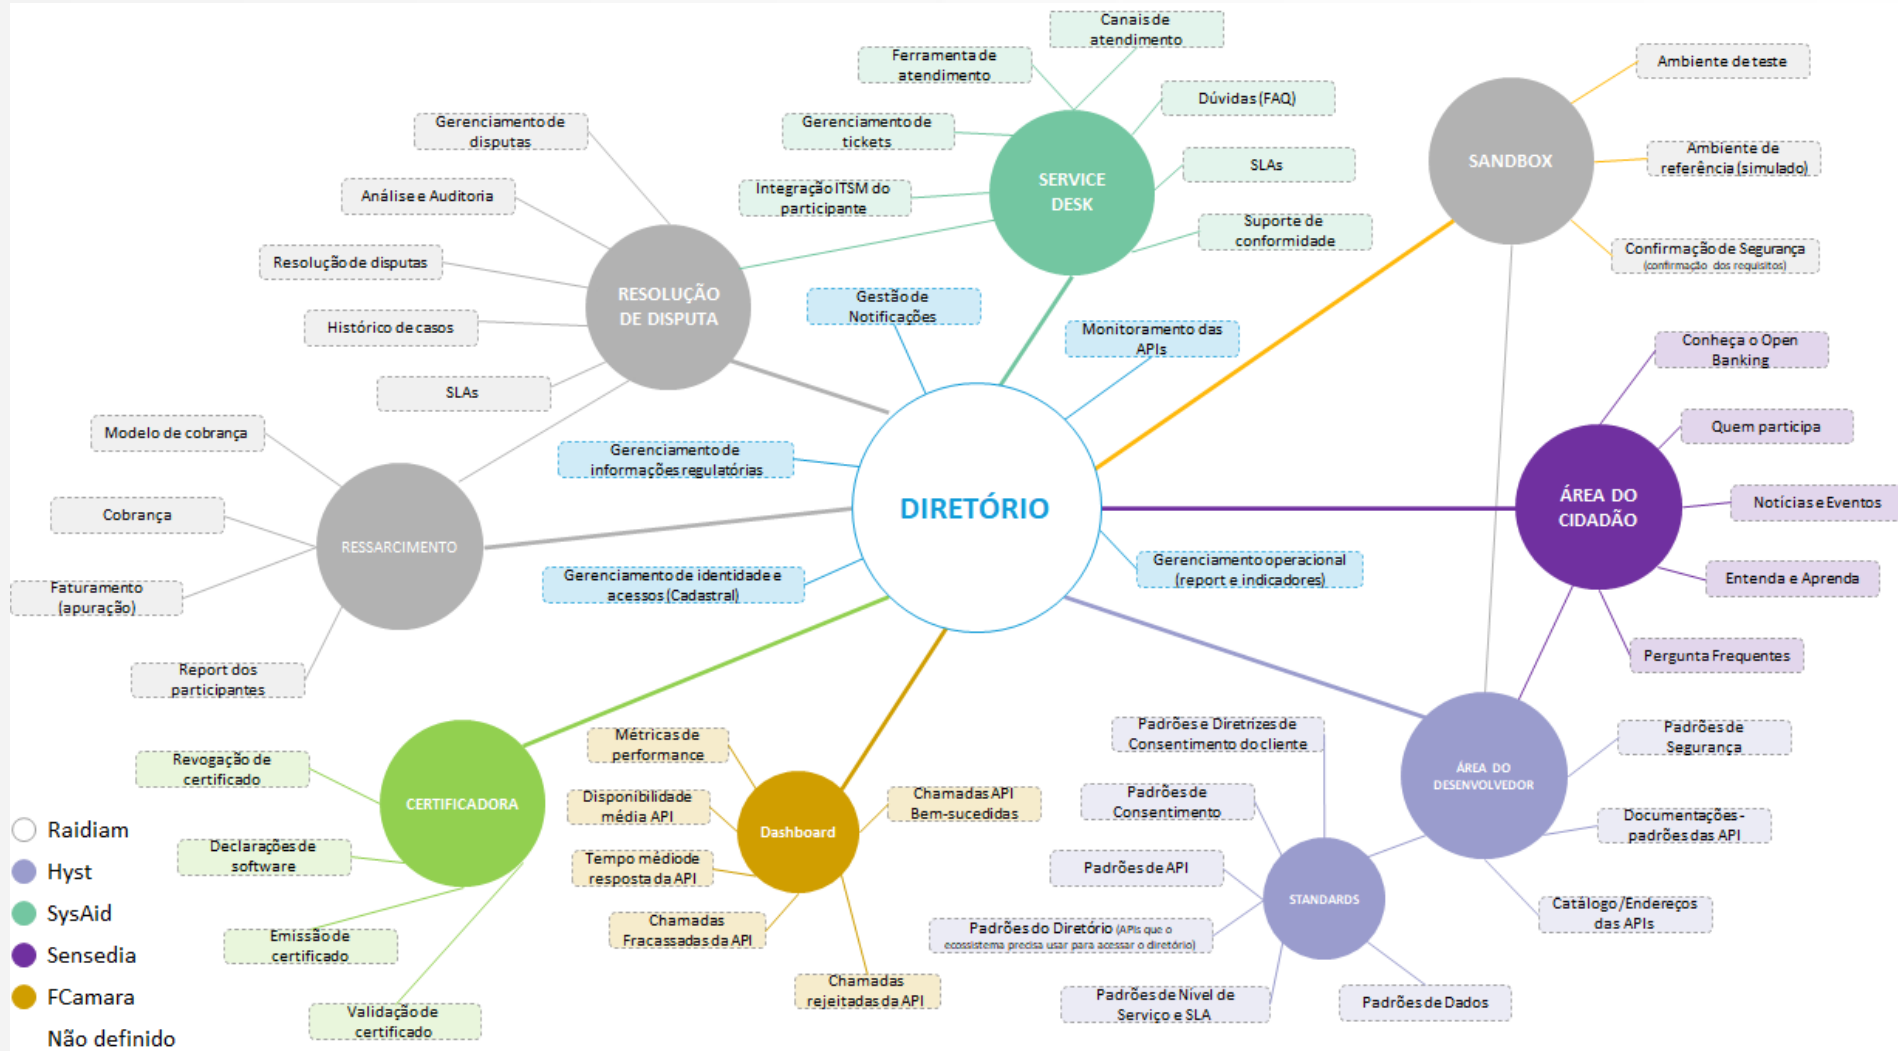 Canais de
atendimento
Ferramenta de
atendimento
Dúvidas (FAQ)
Gerenciamento de
tickets
SLAs
Integração ITSM do
participante
Suporte de
conformidade
SERVICE
DESK
Ambiente de teste
Ambiente de
referência (simulado)
Confirmação de Segurança
(confirmação dos requisitos)
SANDBOX
Gerenciamento de
disputas
Análise e Auditoria
Resolução de disputas
Histórico de casos
SLAs
RESOLUÇÃO
DE DISPUTA
Gestão de
Notificações
Monitoramento das
APIs
Gerenciamento de
informações regulatórias
Gerenciamento de identidade e
acessos (Cadastral)
Gerenciamento operacional
(report e indicadores)
DIRETÓRIO
Conheça o Open
Banking
Quem participa
Notícias e Eventos
Entenda e Aprenda
Pergunta Frequentes
ÁREA DO
CIDADÃO
Modelo de cobrança
Cobrança
Faturamento
(apuração)
Report dos
participantes
RESSARCIMENTO
Revogação de
certificado
Declarações de
software
Emissão de
certificado
Validação de
certificado
CERTIFICADORA
Métricas de
performance
Disponibilidade
média API
Tempo médio de
resposta da API
Chamadas
Fracassadas da API
Chamadas
rejeitadas da API
Chamadas API
Bem-sucedidas
Dashboard
Padrões e Diretrizes de
Consentimento do cliente
Padrões de
Consentimento
Padrões de API
Padrões do Diretório (APIs que o
ecossistema precisa usar para acessar o diretório)
Padrões de Nível de
Serviço e SLA
Padrões de Dados
STANDARDS
ÁREA DO
DESENVOLVEDOR
Padrões de
Segurança
Documentações-
padrões das API
Catálogo/Endereços
das APIs
Raidiam
Hyst
SysAid
Sensedia
FCamara
Não definido